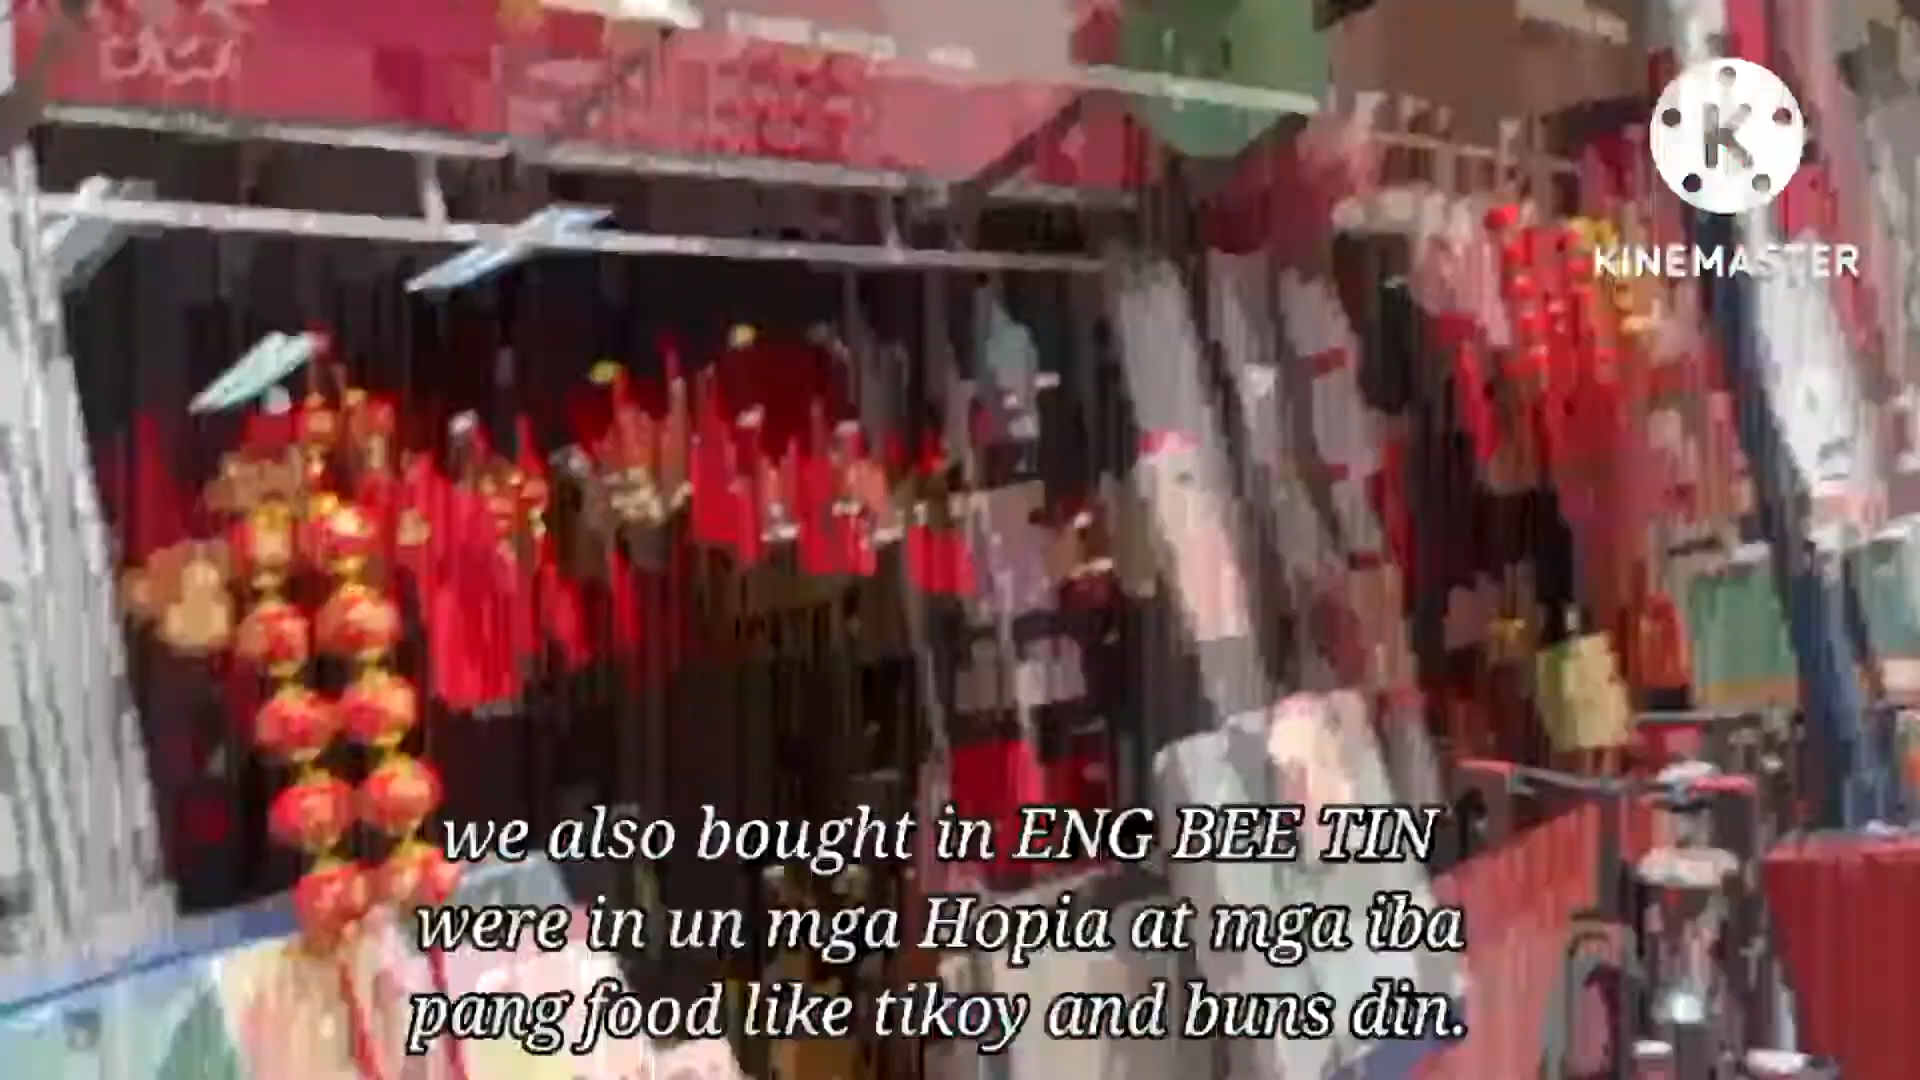 K
KINEMASTER
we also bought in ENG BEE TIN
were in un mga Hopia at mga iba
pang food like tikoy and buns din.